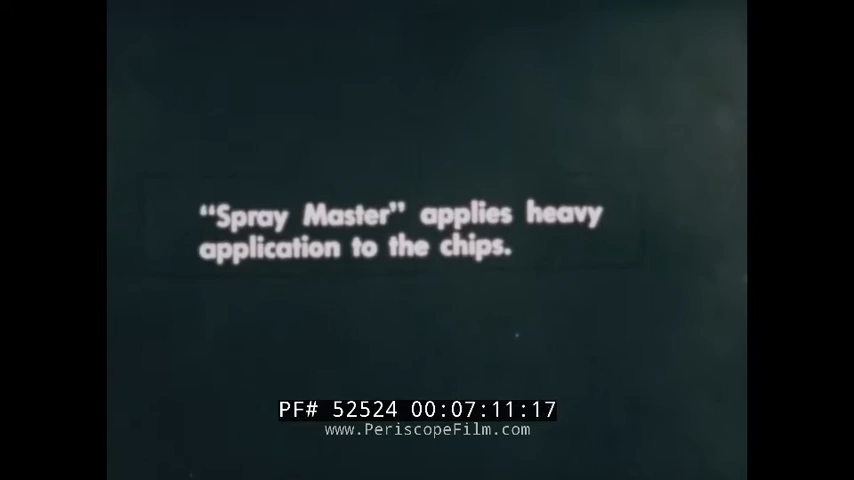 “Spray Master” applies heavy
application to the chips.
PF# 52524 00:07:11:17
www.PeriscopeFilm.com